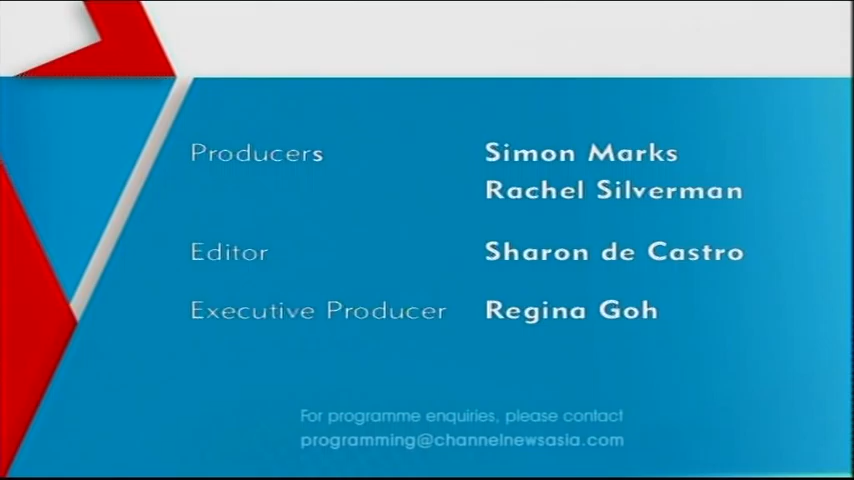 Producers Simon Marks
Rachel Silverman
Editor Sharon de Castro
Executive Producer Regina Goh
For programme enquiries, please contact
programming@channelnewsasia.com